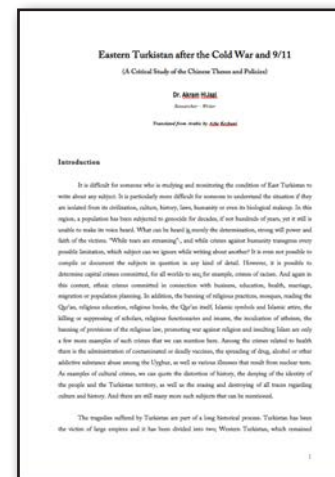 Eastern Turkistan after the Cold War and 9/11
(A Critical Study of the Chinese Theses and Policies)
Dr. Akram Hijazi
Researcher - Writer
Translated from Arabic by
Introduction
It is difficult for someone who is studying and monitoring the condition of East Turkistan to
write about any subject. It is particularly more difficult for someone to understand the situation if they
are isolated from its civilization, culture, history, laws, humanity or even its biological makeup. In this
region, a population has been subjected to genocide for decades, if not hundreds of years, yet it still is
unable to make its voice heard. What can be heard is merely the determination, strong will power and
faith of the victims. "While tears are streaming", and while crimes against humanity transgress every
possible limitation, which subject can we ignore while writing about another? It is even not possible to
compile or document the subjects in question in any kind of detail. However, it is possible to
determine capital crimes committed, for all worlds to see, for example, crimes of racism. And again in
this context, ethnic crimes committed in connection with business, education, health, marriage,
migration or population planning. In addition, the banning of religious practices, mosques, reading the
Qur'an, religious education, religious books, the Qur'an itself, Islamic symbols and Islamic attire, the
killing or suppressing of scholars, religious functionaries and imams, the inculcation of atheism, the
banning of provisions of the religious law, promoting war against religion and insulting Islam are only
a few more examples of such crimes that we can mention here. Among the crimes related to health
there is the administration of contaminated or deadly vaccines, the spreading of drug, alcohol or other
addictive substance abuse among the Uyghur, as well as various illnesses that result from nuclear tests.
As examples of cultural crimes, we can quote the distortion of history, the denying of the identity of
the people and the Turkistan territory, as well as the erasing and destroying of all traces regarding
culture and history. And there are still many more such subjects that can be mentioned.
The tragedies suffered by Turkistan are part of a long historical process. Turkistan has been
the victim of large empires and it has been divided into two; Western Turkistan, which remained
1